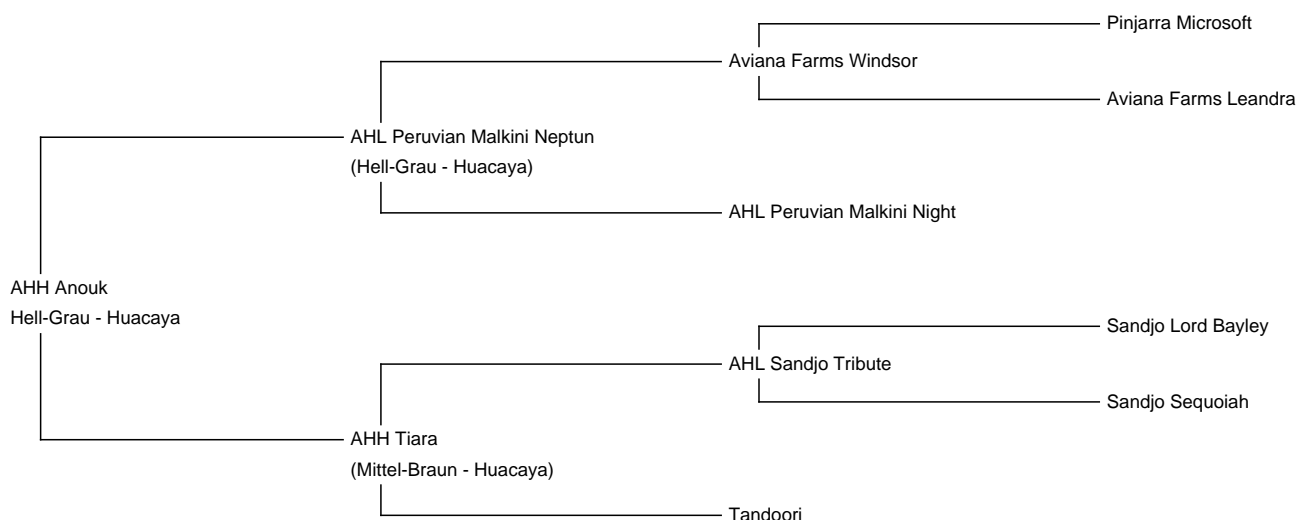 Pinjarra Microsoft
Aviana Farms Windsor
Aviana Farms Leandra
AHL Peruvian Malkini Neptun
(Hell-Grau - Huacaya)
AHL Peruvian Malkini Night
AHH Anouk
Hell-Grau - Huacaya
Sandjo Lord Bayley
AHL Sandjo Tribute
Sandjo Sequoiah
AHH Tiara
(Mittel-Braun - Huacaya)
Tandoori